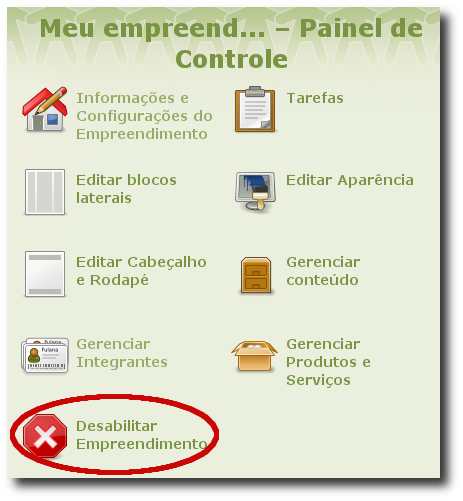 Meu empreend... – Painel de
Controle
Informações e
Configurações do
Empreendimento
Tarefas
Editar blocos
laterais
Editar Aparência
Editar Cabeçalho
e Rodapé
Gerenciar
conteúdo
Fulana
Fulana
Gerenciar
Integrantes
Gerenciar
Produtos e
Serviços
Desabilitar
Empreendimento